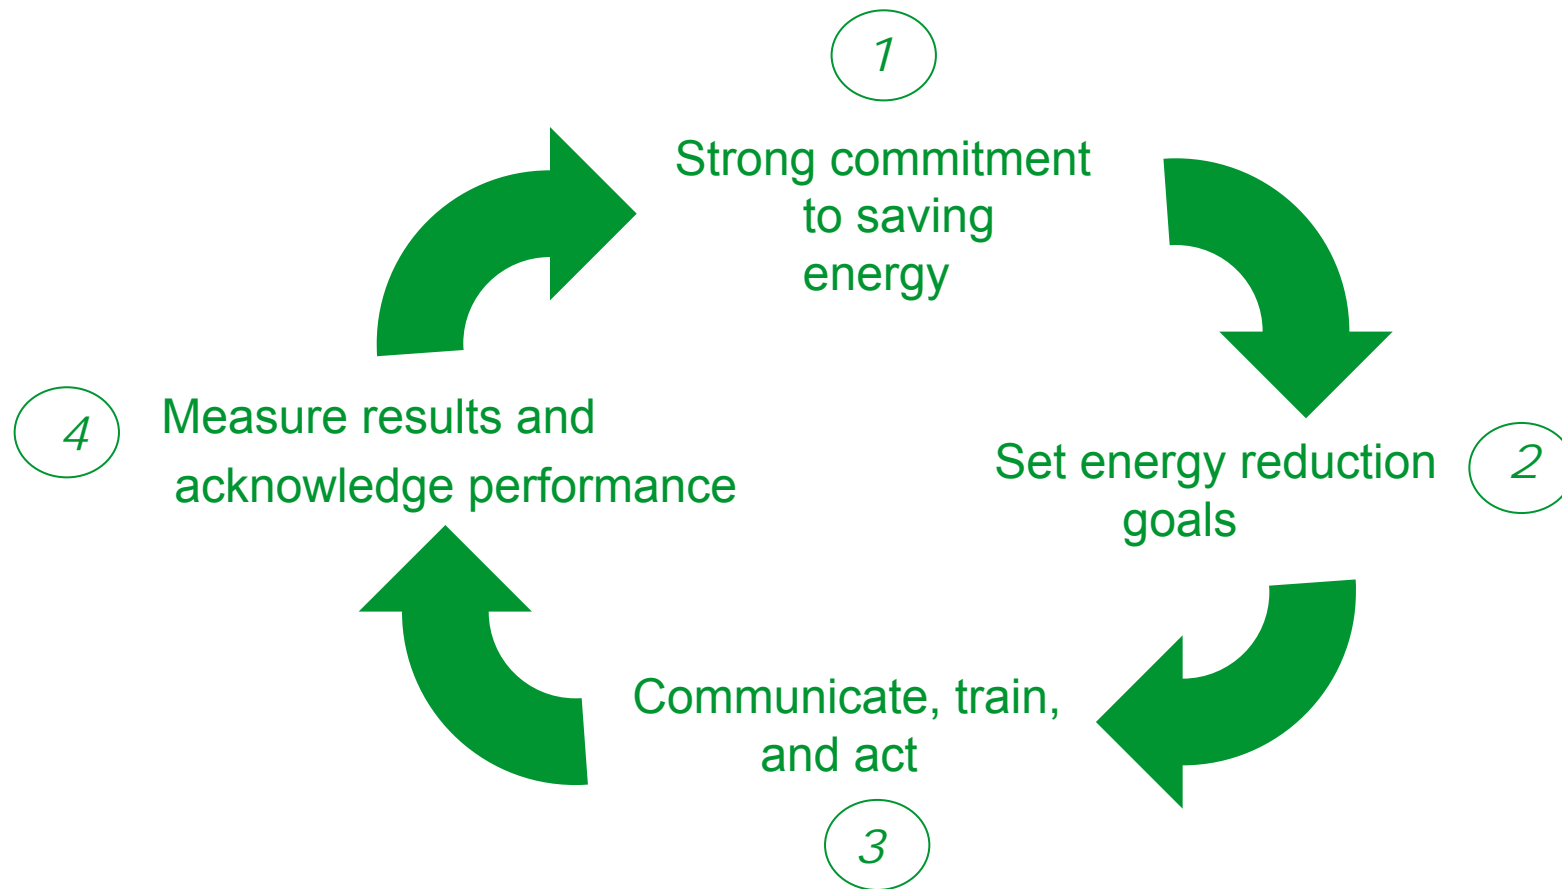 1
Strong commitment
to saving
energy
2
Set energy reduction
goals
3
Communicate, train,
and act
4
Measure results and
acknowledge performance